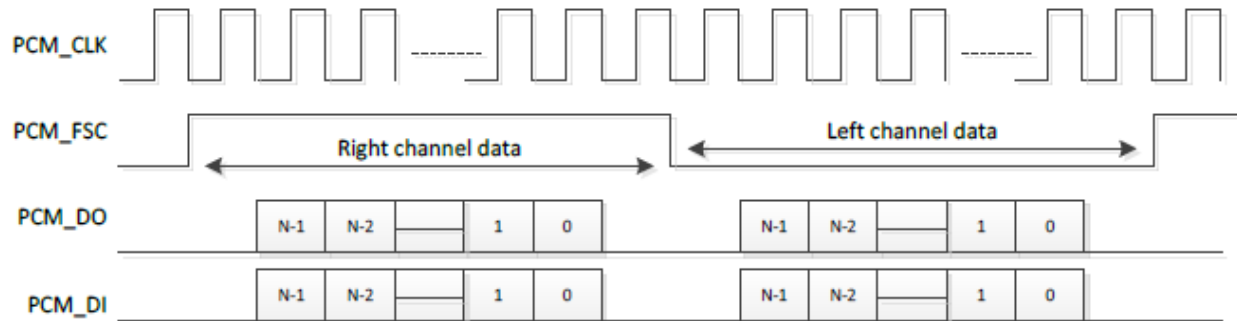 PCM_CLK
PCM_FSC
Right channel data
Left channel data
PCM_DO
N-1 N-2 1 0 N-1 N-2 1 0
PCM_DI
N-1 N-2 1 0 N-1 N-2 1 0